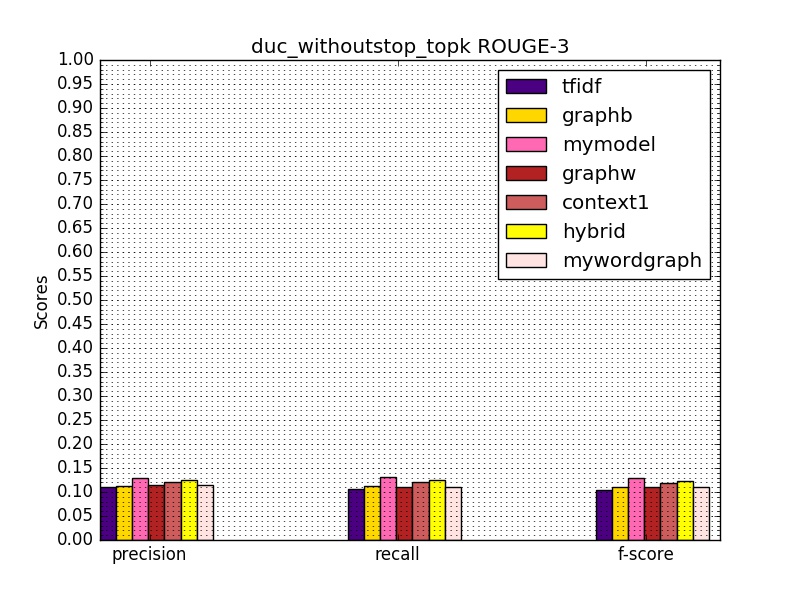 duc_withoutstop_topk ROUGE-3
1.00
0.95
0.90
0.85
0.80
0.75
0.70
0.65
0.60
0.55
0.50
0.45
0.40
0.35
0.30
0.25
0.20
0.15
0.10
0.05
0.00
Scores
tfidf
graphb
mymodel
graphw
context1
hybrid
mywordgraph
precision
recall
f-score